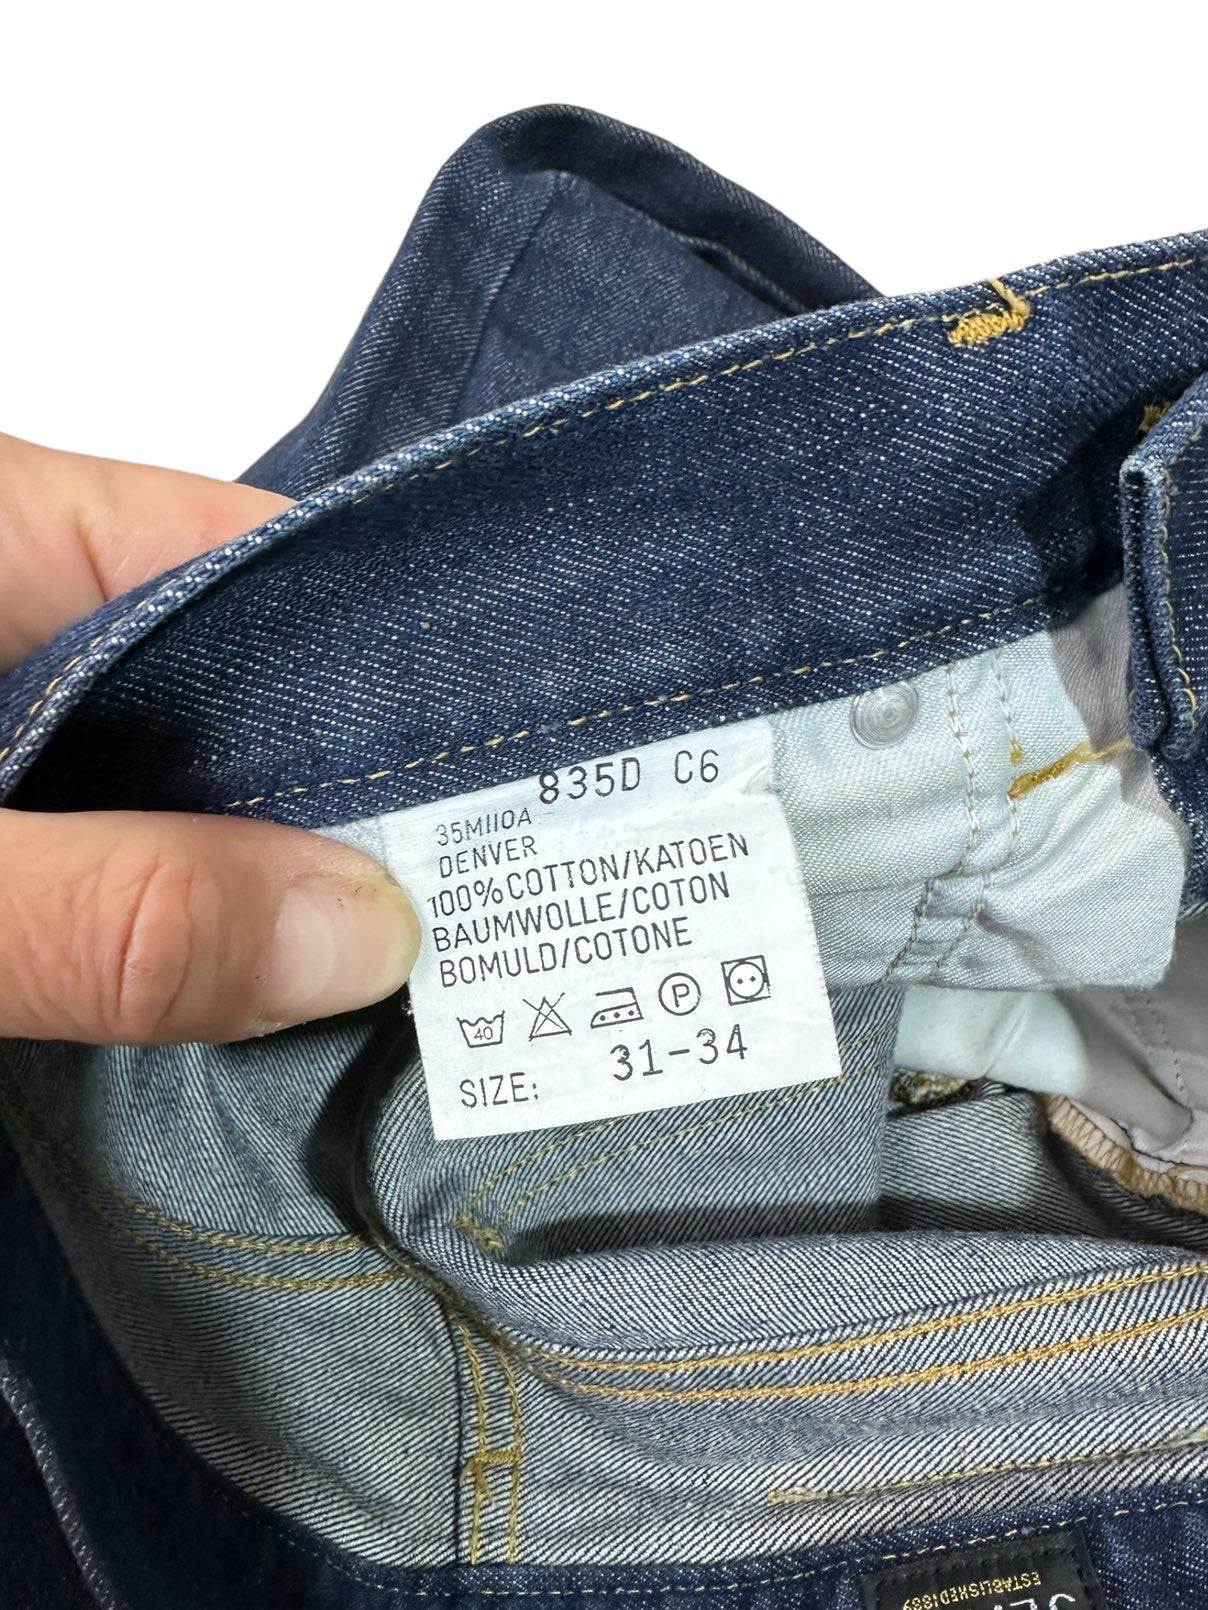 835D C6
35M110A
DENVER
100% COTTON/KATOEN
BAUMWOLLE/COTON
BOMULD/COTONE
40 P
SIZE: 31-34
ESTABLISHED 1889